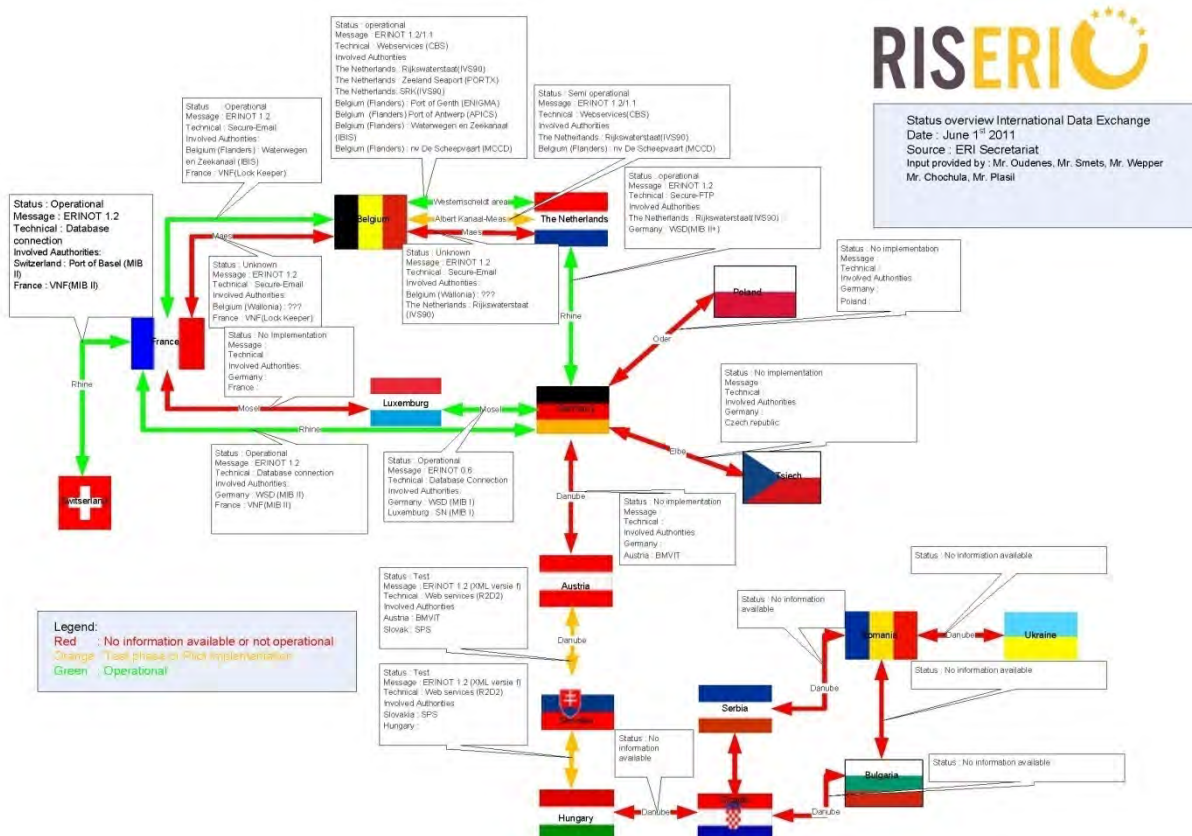 RISERI
Status overview International Data Exchange
Date : June 1st 2011
Source : ERI Secretariat
Input provided by : Mr. Oudenes, Mr. Smets, Mr. Wepper
Mr. Chochula, Mr. Plasil
Status : operational
Message : ERINOT 1.2/1.1
Technical : Webservices (CBS)
Involved Authorities
The Netherlands : Rijkswaterstaat(IVS90)
The Netherlands : Zeeland Seaport (PORTX)
The Netherlands: SRK(IVS90)
Belgium (Flanders) : Port of Genth (ENIGMA)
Belgium (Flanders) Port of Antwerp (APICS)
Belgium (Flanders) : Waterwegen en Zeekanaal
(IBIS)
Belgium (Flanders) : nv De Scheepvaart (MCCD)
Status : Semi operational
Message : ERINOT 1.2/1.1
Technical : Webservices(CBS)
Involved Authorities
The Netherlands : Rijkswaterstaat(IVS90)
Belgium (Flanders) : nv De Scheepvaart (MCCD)
Status : Operational
Message : ERINOT 1.2
Technical : Secure-Email
Involved Authorities:
Belgium (Flanders) : Waterwegen
en Zeekanaal (IBIS)
France : VNF(Lock Keeper)
Status : operational
Message : ERINOT 1.2
Technical : Secure-FTP
Involved Authorities
The Netherlands : Rijkswaterstaat(IVS90)
Germany : WSD(MIB II+)
Status : Operational
Message : ERINOT 1.2
Technical : Database
connection
Involved Aauthorities:
Switzerland : Port of Basel (MIB
II)
France : VNF(MIB II)
Belgium
Westernscheldt area
Albert Kanaal-Meas
Maes
The Netherlands
Maes
Status : Unknown
Message : ERINOT 1.2
Technical : Secure-Email
Involved Authorities:
Belgium (Wallonia) : ???
France : VNF(Lock Keeper)
Status : Unknown
Message : ERINOT 1.2
Technical : Secure-Email
Involved Authorities:
Belgium (Wallonia) : ???
The Netherlands : Rijkswaterstaat
(IVS90)
Status : No implementation
Message :
Technical :
Involved Authorities:
Germany :
Poland :
Poland
Rhine
Oder
France
Status : No Implementation
Message :
Technical
Involved Authorities:
Germany :
France :
Rhine
Mosel
Luxemburg
Mosel
Germany
Rhine
Status : No implementation
Message :
Technical :
Involved Authorities
Germany :
Czech republic
Elbe
Tsiech
Switserland
Status : Operational
Message : ERINOT 1.2
Technical : Database connection
Involved Authorities:
Germany : WSD (MIB II)
France : VNF(MIB II)
Status : Operational
Message : ERINOT 0.6
Technical : Database Connection
Involved Authorities:
Germany : WSD (MIB I)
Luxemburg : SN (MIB I)
Danube
Status : No implementation
Message :
Technical :
Involved Authorities
Germany :
Austria : BMVIT
Status : Test
Message : ERINOT 1.2 (XML versie f)
Technical : Web services (R2D2)
Involved Authorities
Austria : BMVIT
Slovak : SPS
Austria
Danube
Status : No information available
Status : No information
available
Romania
Danube
Ukraine
Status : No information available
Legend:
Red : No information available or not operational
Orange : Test phase or Pilot implementation
Green : Operational
Status : Test
Message : ERINOT 1.2 (XML versie f)
Technical : Web services (R2D2)
Involved Authorities
Slovakia : SPS
Hungary :
Slovakia
Serbia
Danube
Status : No
information
available
Status : No information available
Bulgaria
Hungary
Danube
Danube